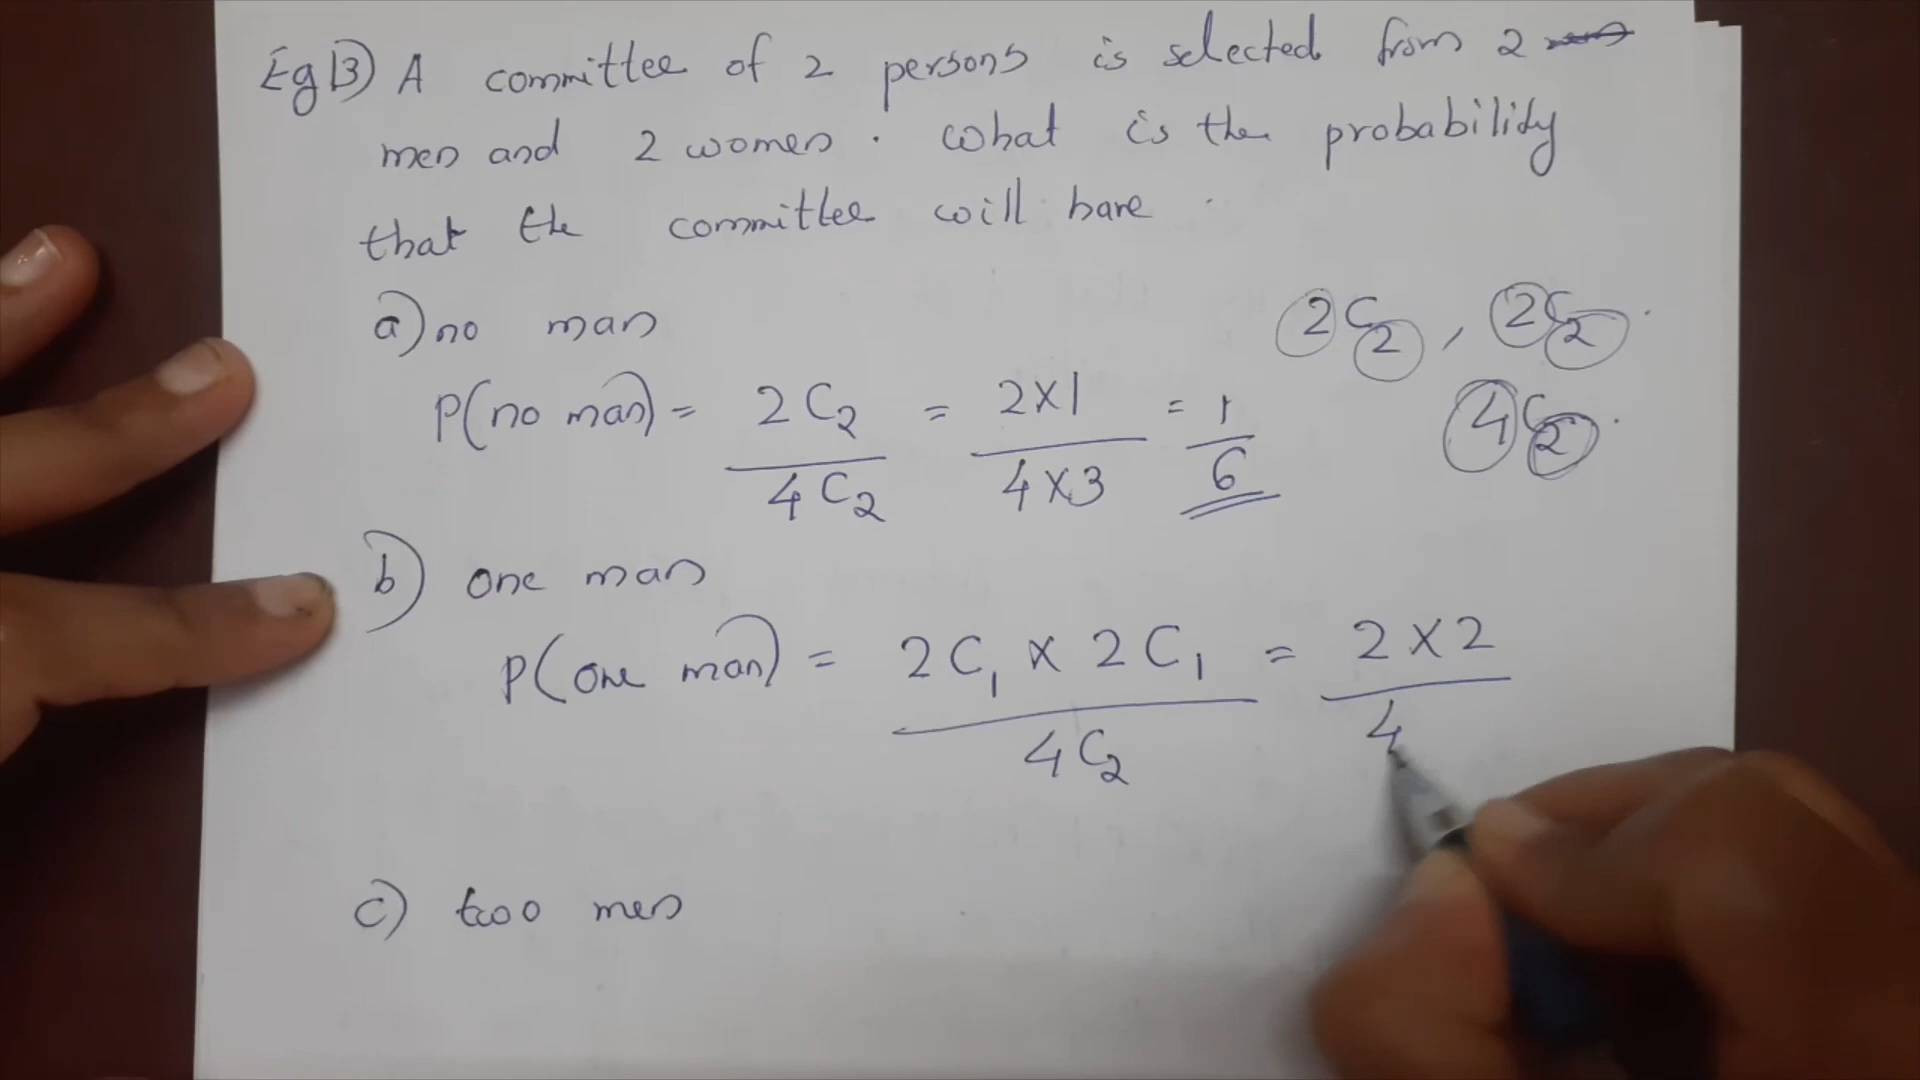 Eg 13) A committee of 2 persons is selected from 2
men and 2 women. What is the probability
that the committee will have
a) no man
2C2, 2C2.
4C2.
P(no man) = 2C2 / 4C2 = 2×1 / 4×3 = 1 / 6
b) one man
P(one man) = 2C1 × 2C1 / 4C2 = 2×2 / 4
c) two men